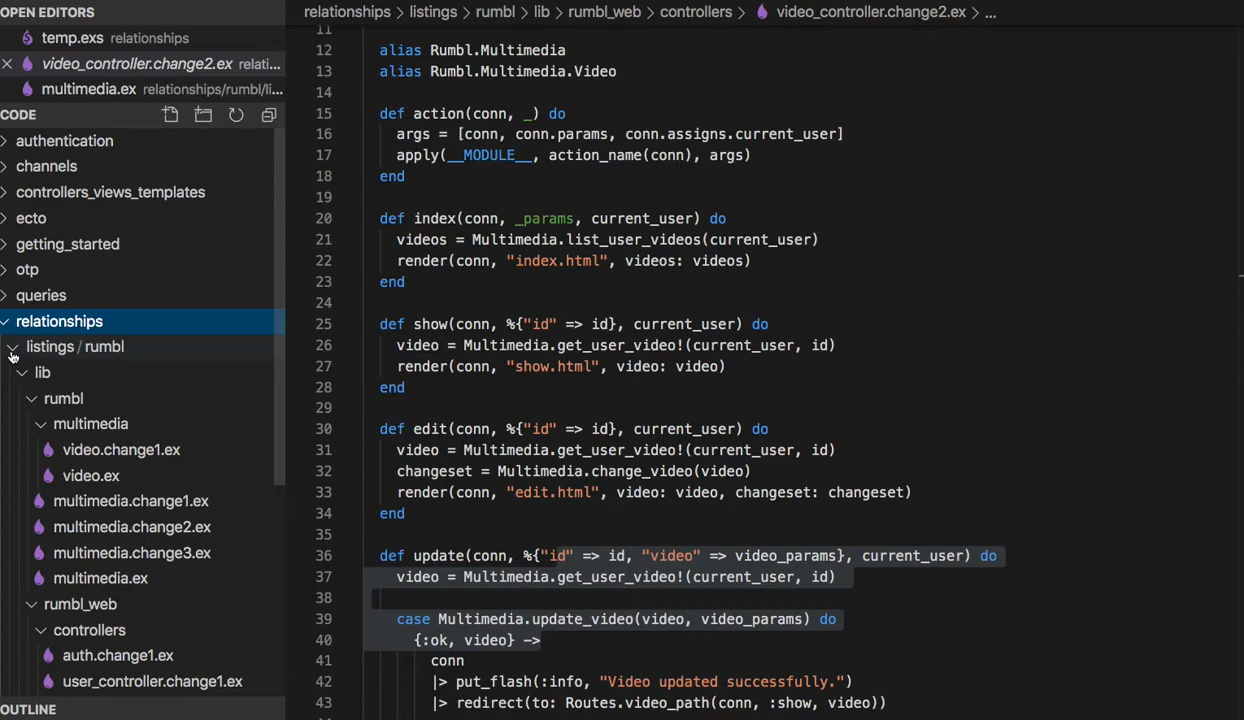 OPEN EDITORS
temp.exs relationships
video_controller.change2.ex relati...
multimedia.ex relationships/rumbl/li...
CODE
authentication
channels
controllers_views_templates
ecto
getting_started
otp
queries
relationships
listings / rumbl
lib
rumbl
multimedia
video.change1.ex
video.ex
multimedia.change1.ex
multimedia.change2.ex
multimedia.change3.ex
multimedia.ex
rumbl_web
controllers
auth.change1.ex
user_controller.change1.ex
OUTLINE
relationships > listings > rumbl > lib > rumbl_web > controllers > video_controller.change2.ex > ...
11
12 alias Rumbl.Multimedia
13 alias Rumbl.Multimedia.Video
14
15 def action(conn, _) do
16 args = [conn, conn.params, conn.assigns.current_user]
17 apply(__MODULE__, action_name(conn), args)
18 end
19
20 def index(conn, _params, current_user) do
21 videos = Multimedia.list_user_videos(current_user)
22 render(conn, "index.html", videos: videos)
23 end
24
25 def show(conn, %{"id" => id}, current_user) do
26 video = Multimedia.get_user_video!(current_user, id)
27 render(conn, "show.html", video: video)
28 end
29
30 def edit(conn, %{"id" => id}, current_user) do
31 video = Multimedia.get_user_video!(current_user, id)
32 changeset = Multimedia.change_video(video)
33 render(conn, "edit.html", video: video, changeset: changeset)
34 end
35
36 def update(conn, %{"id" => id, "video" => video_params}, current_user) do
37 video = Multimedia.get_user_video!(current_user, id)
38
39 case Multimedia.update_video(video, video_params) do
40 {:ok, video} ->
41 conn
42 |> put_flash(:info, "Video updated successfully.")
43 |> redirect(to: Routes.video_path(conn, :show, video))